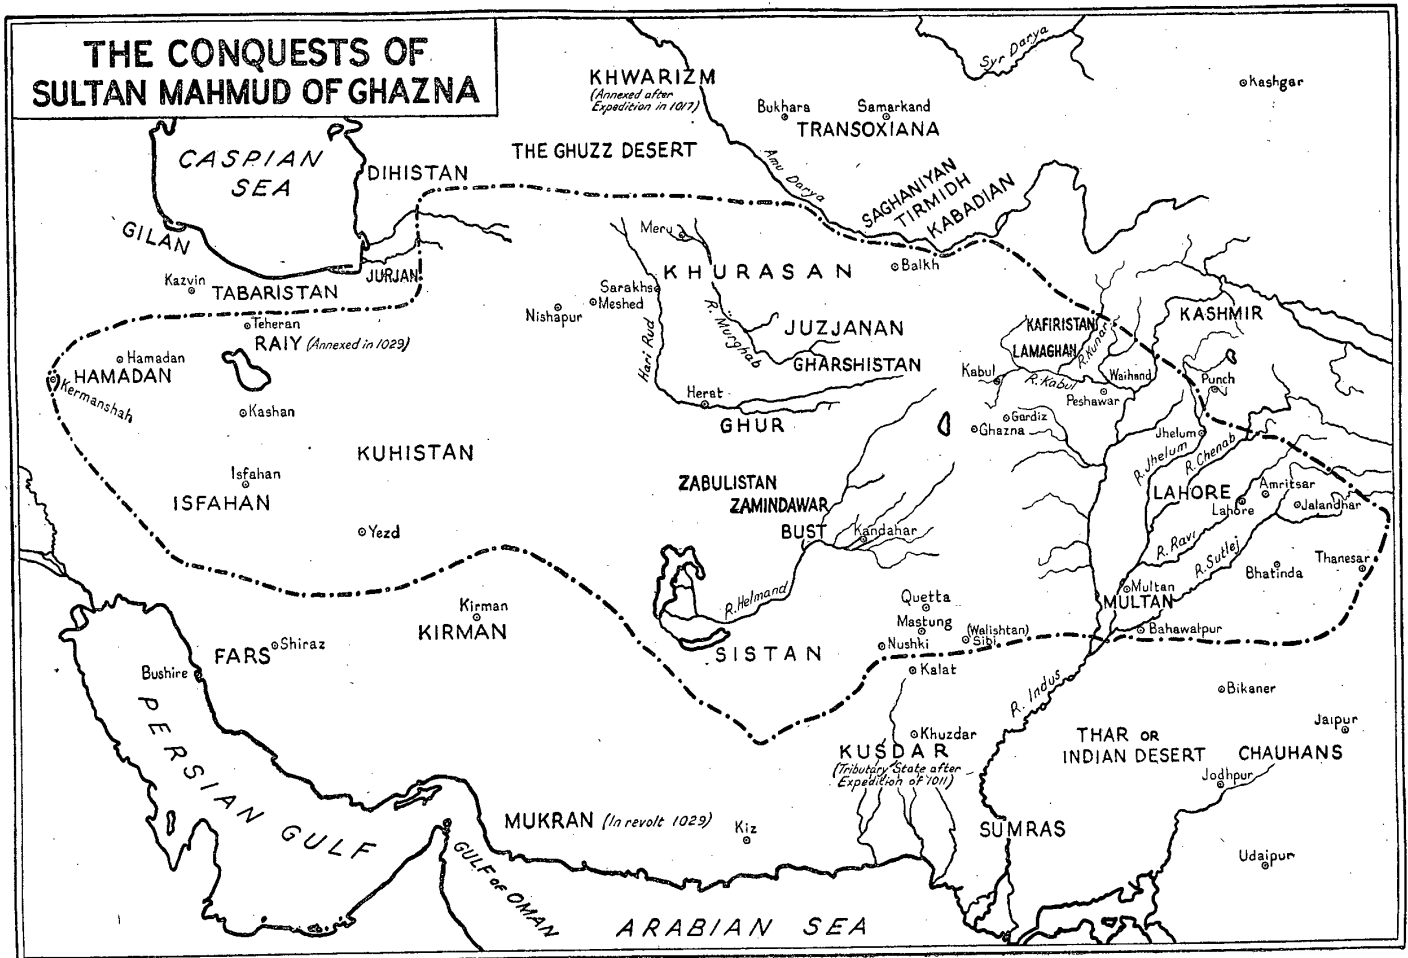 THE CONQUESTS OF
SULTAN MAHMUD OF GHAZNA
KHWARIZM
(Annexed after
Expedition in 1017)
Bukhara
Samarkand
TRANSOXIANA
Syr Darya
Kashgar
CASPIAN
SEA
DIHISTAN
THE GHUZZ DESERT
Amu Darya
SAGHANIYAN
TIRMIDH
KABADIAN
GILAN
Kazvin
TABARISTAN
JURJAN
Meru
KHURASAN
Balkh
Sarakhs
Meshed
Nishapur
Hari Rud
R. Murghab
JUZJANAN
GHARSHISTAN
KASHMIR
KAFIRISTAN
LAMAGHAN
R. Kunar
Teheran
RAIY (Annexed in 1029)
Hamadan
HAMADAN
Kermanshah
Kashan
Herat
GHUR
Kabul
R. Kabul
Waihand
Peshawar
Punch
Gardiz
Ghazna
Jhelum
R. Jhelum
R. Chenab
KUHISTAN
Isfahan
ISFAHAN
Yezd
ZABULISTAN
ZAMINDAWAR
BUST
Kandahar
LAHORE
Lahore
Amritsar
Jalandhar
R. Ravi
R. Sutlej
Bhatinda
Thanesar
R. Helmand
Multan
MULTAN
Bahawalpur
Quetta
Mastung
(Walishtan)
Sibi
Nushki
Kalat
Kirman
KIRMAN
SISTAN
FARS
Shiraz
Bushire
R. Indus
Bikaner
Jaipur
Khuzdar
KUSDAR
(Tributary State after
Expedition of 1011)
THAR OR
INDIAN DESERT
CHAUHANS
Jodhpur
PERSIAN GULF
MUKRAN (In revolt 1029)
Kiz
SUMRAS
Udaipur
GULF OF OMAN
ARABIAN SEA